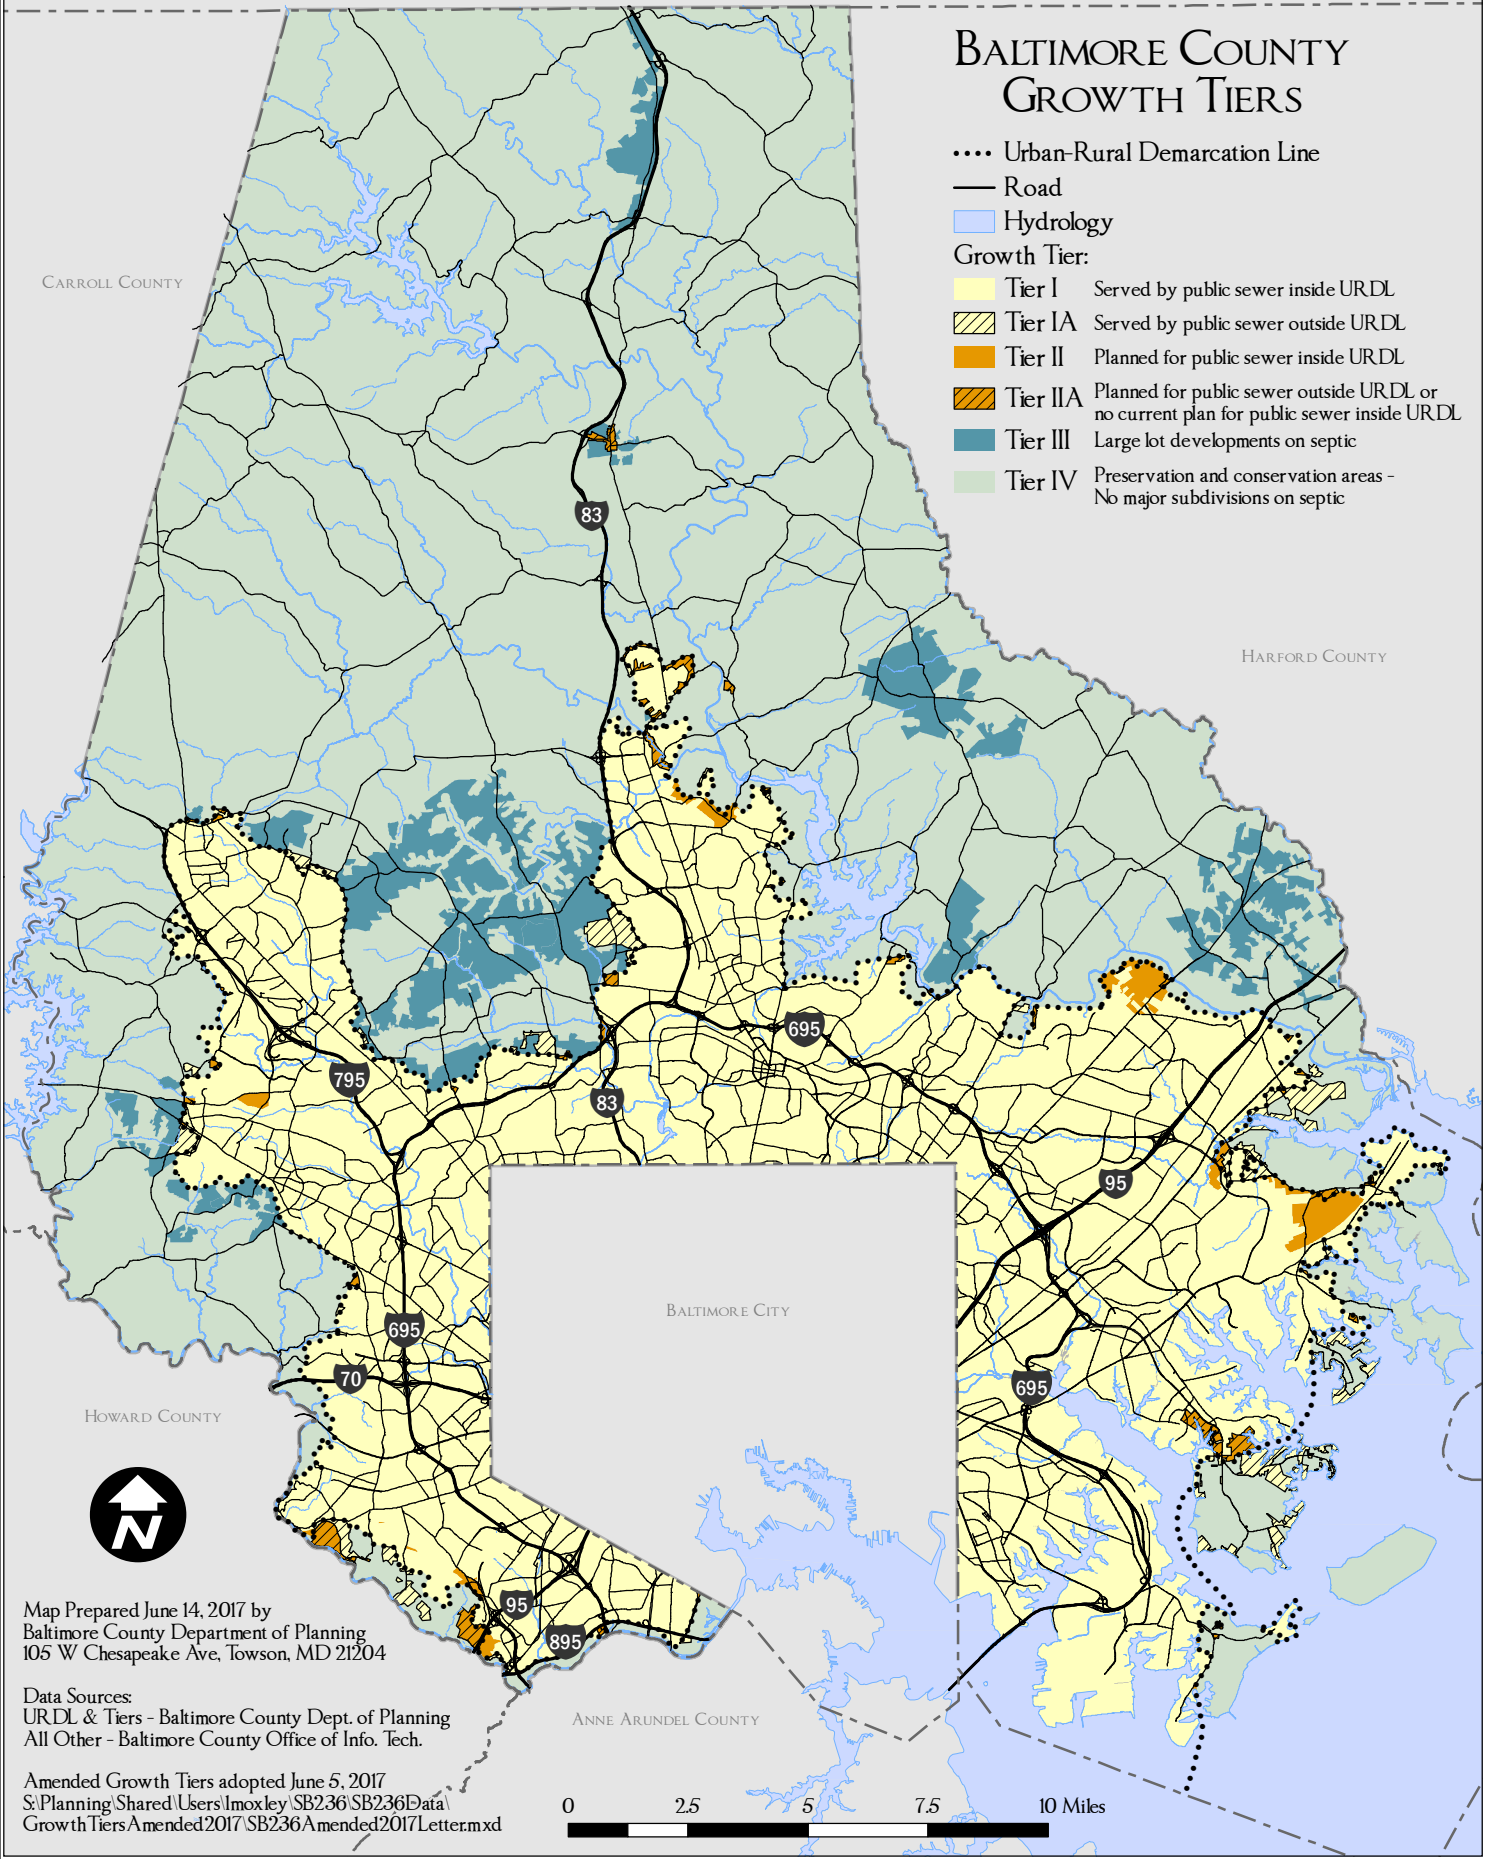 BALTIMORE COUNTY
GROWTH TIERS
Urban-Rural Demarcation Line
Road
Hydrology
Growth Tier:
Tier I Served by public sewer inside URDL
Tier IA Served by public sewer outside URDL
Tier II Planned for public sewer inside URDL
Tier IIA Planned for public sewer outside URDL or
no current plan for public sewer inside URDL
Tier III Large lot developments on septic
Tier IV Preservation and conservation areas -
No major subdivisions on septic
CARROLL COUNTY
83
HARFORD COUNTY
695
795
83
95
BALTIMORE CITY
695
70
695
HOWARD COUNTY
N
95
895
Map Prepared June 14, 2017 by
Baltimore County Department of Planning
105 W Chesapeake Ave, Towson, MD 21204
Data Sources:
URDL & Tiers - Baltimore County Dept. of Planning
All Other - Baltimore County Office of Info. Tech.
ANNE ARUNDEL COUNTY
Amended Growth Tiers adopted June 5, 2017
S:\Planning\Shared\Users\lmoxley\SB236\SB236Data\
GrowthTiersAmended2017\SB236Amended2017Letter.mxd
0 2.5 5 7.5 10 Miles